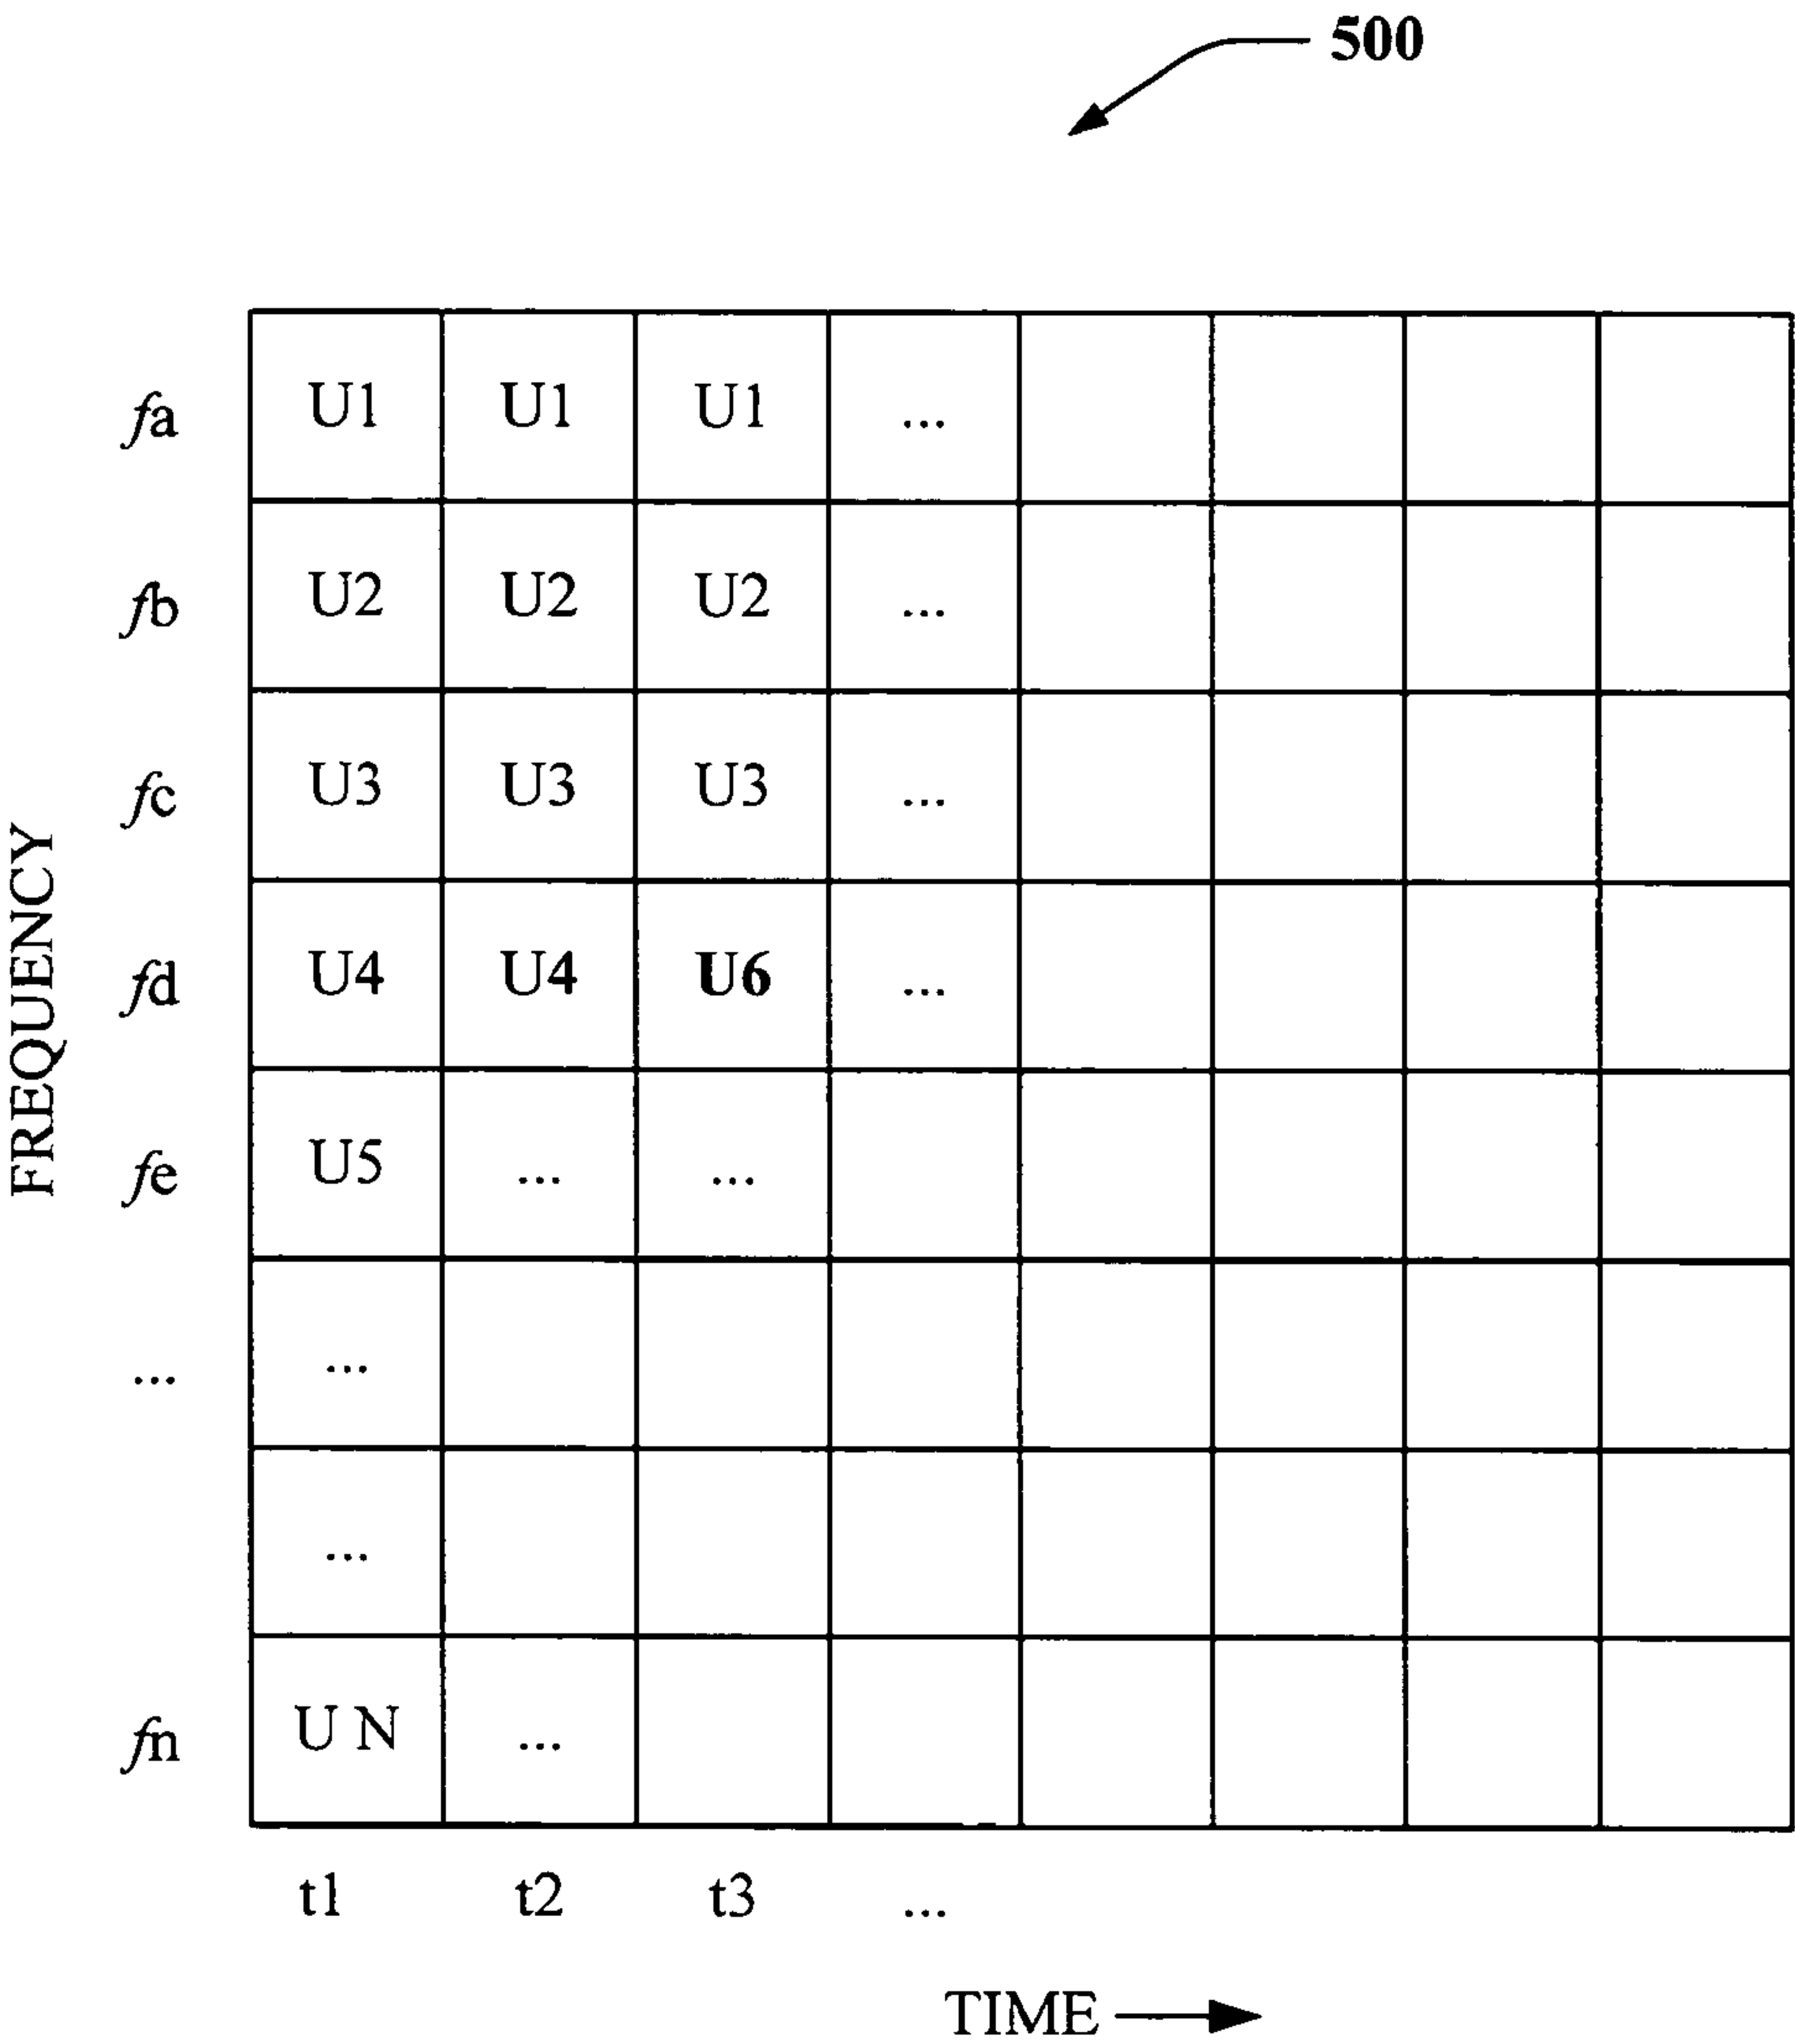 500
fa U1 U1 U1 ...
fb U2 U2 U2 ...
fc U3 U3 U3 ...
fd U4 U4 U6 ...
fe U5 ... ...
... ...
...
fn U N ...
t1 t2 t3 ...
FREQUENCY
TIME